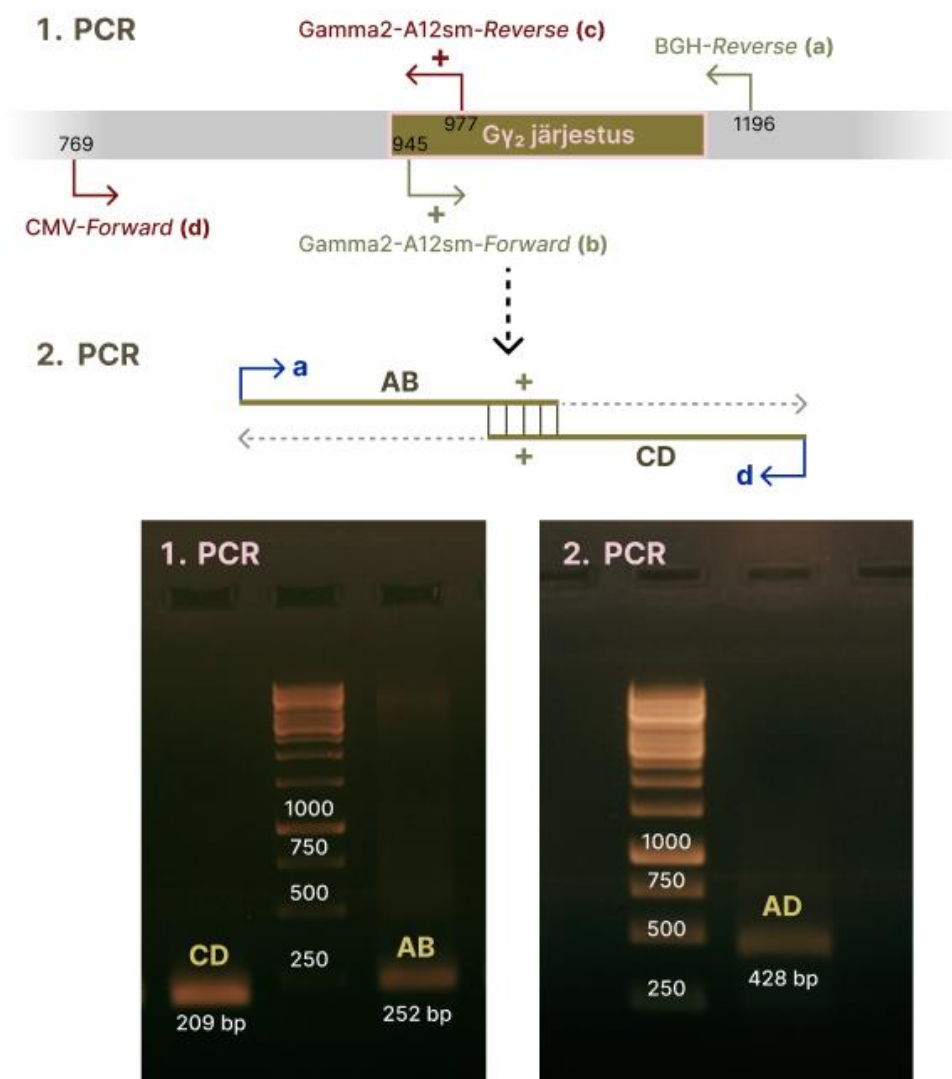 1. PCR
Gamma2-A12sm-Reverse (c)
+
BGH-Reverse (a)
977
1196
Gγ₂ järjestus
769
945
+
CMV-Forward (d)
Gamma2-A12sm-Forward (b)
2. PCR
a
AB
+
+
CD
d
1. PCR
1000
750
500
250
CD
AB
209 bp
252 bp
2. PCR
1000
750
500
250
AD
428 bp